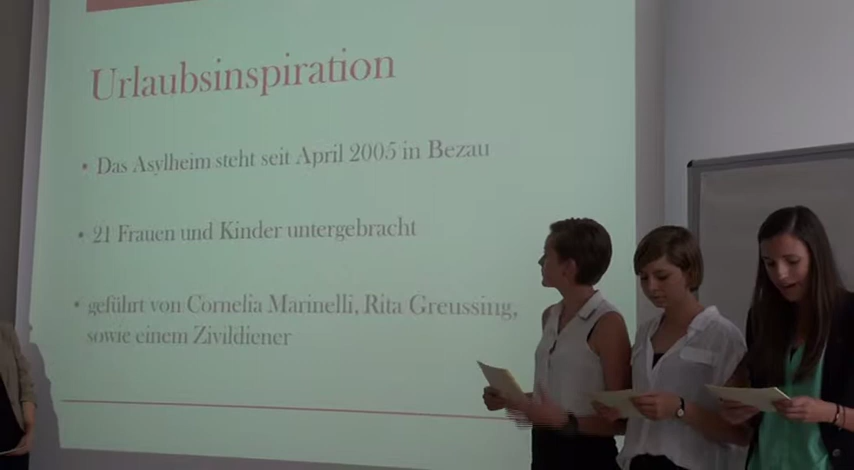 Urlaubsinspiration
• Das Asylheim steht seit April 2005 in Bezau
• 21 Frauen und Kinder untergebracht
• geführt von Cornelia Marinelli, Rita Greussing,
sowie einem Zivildiener